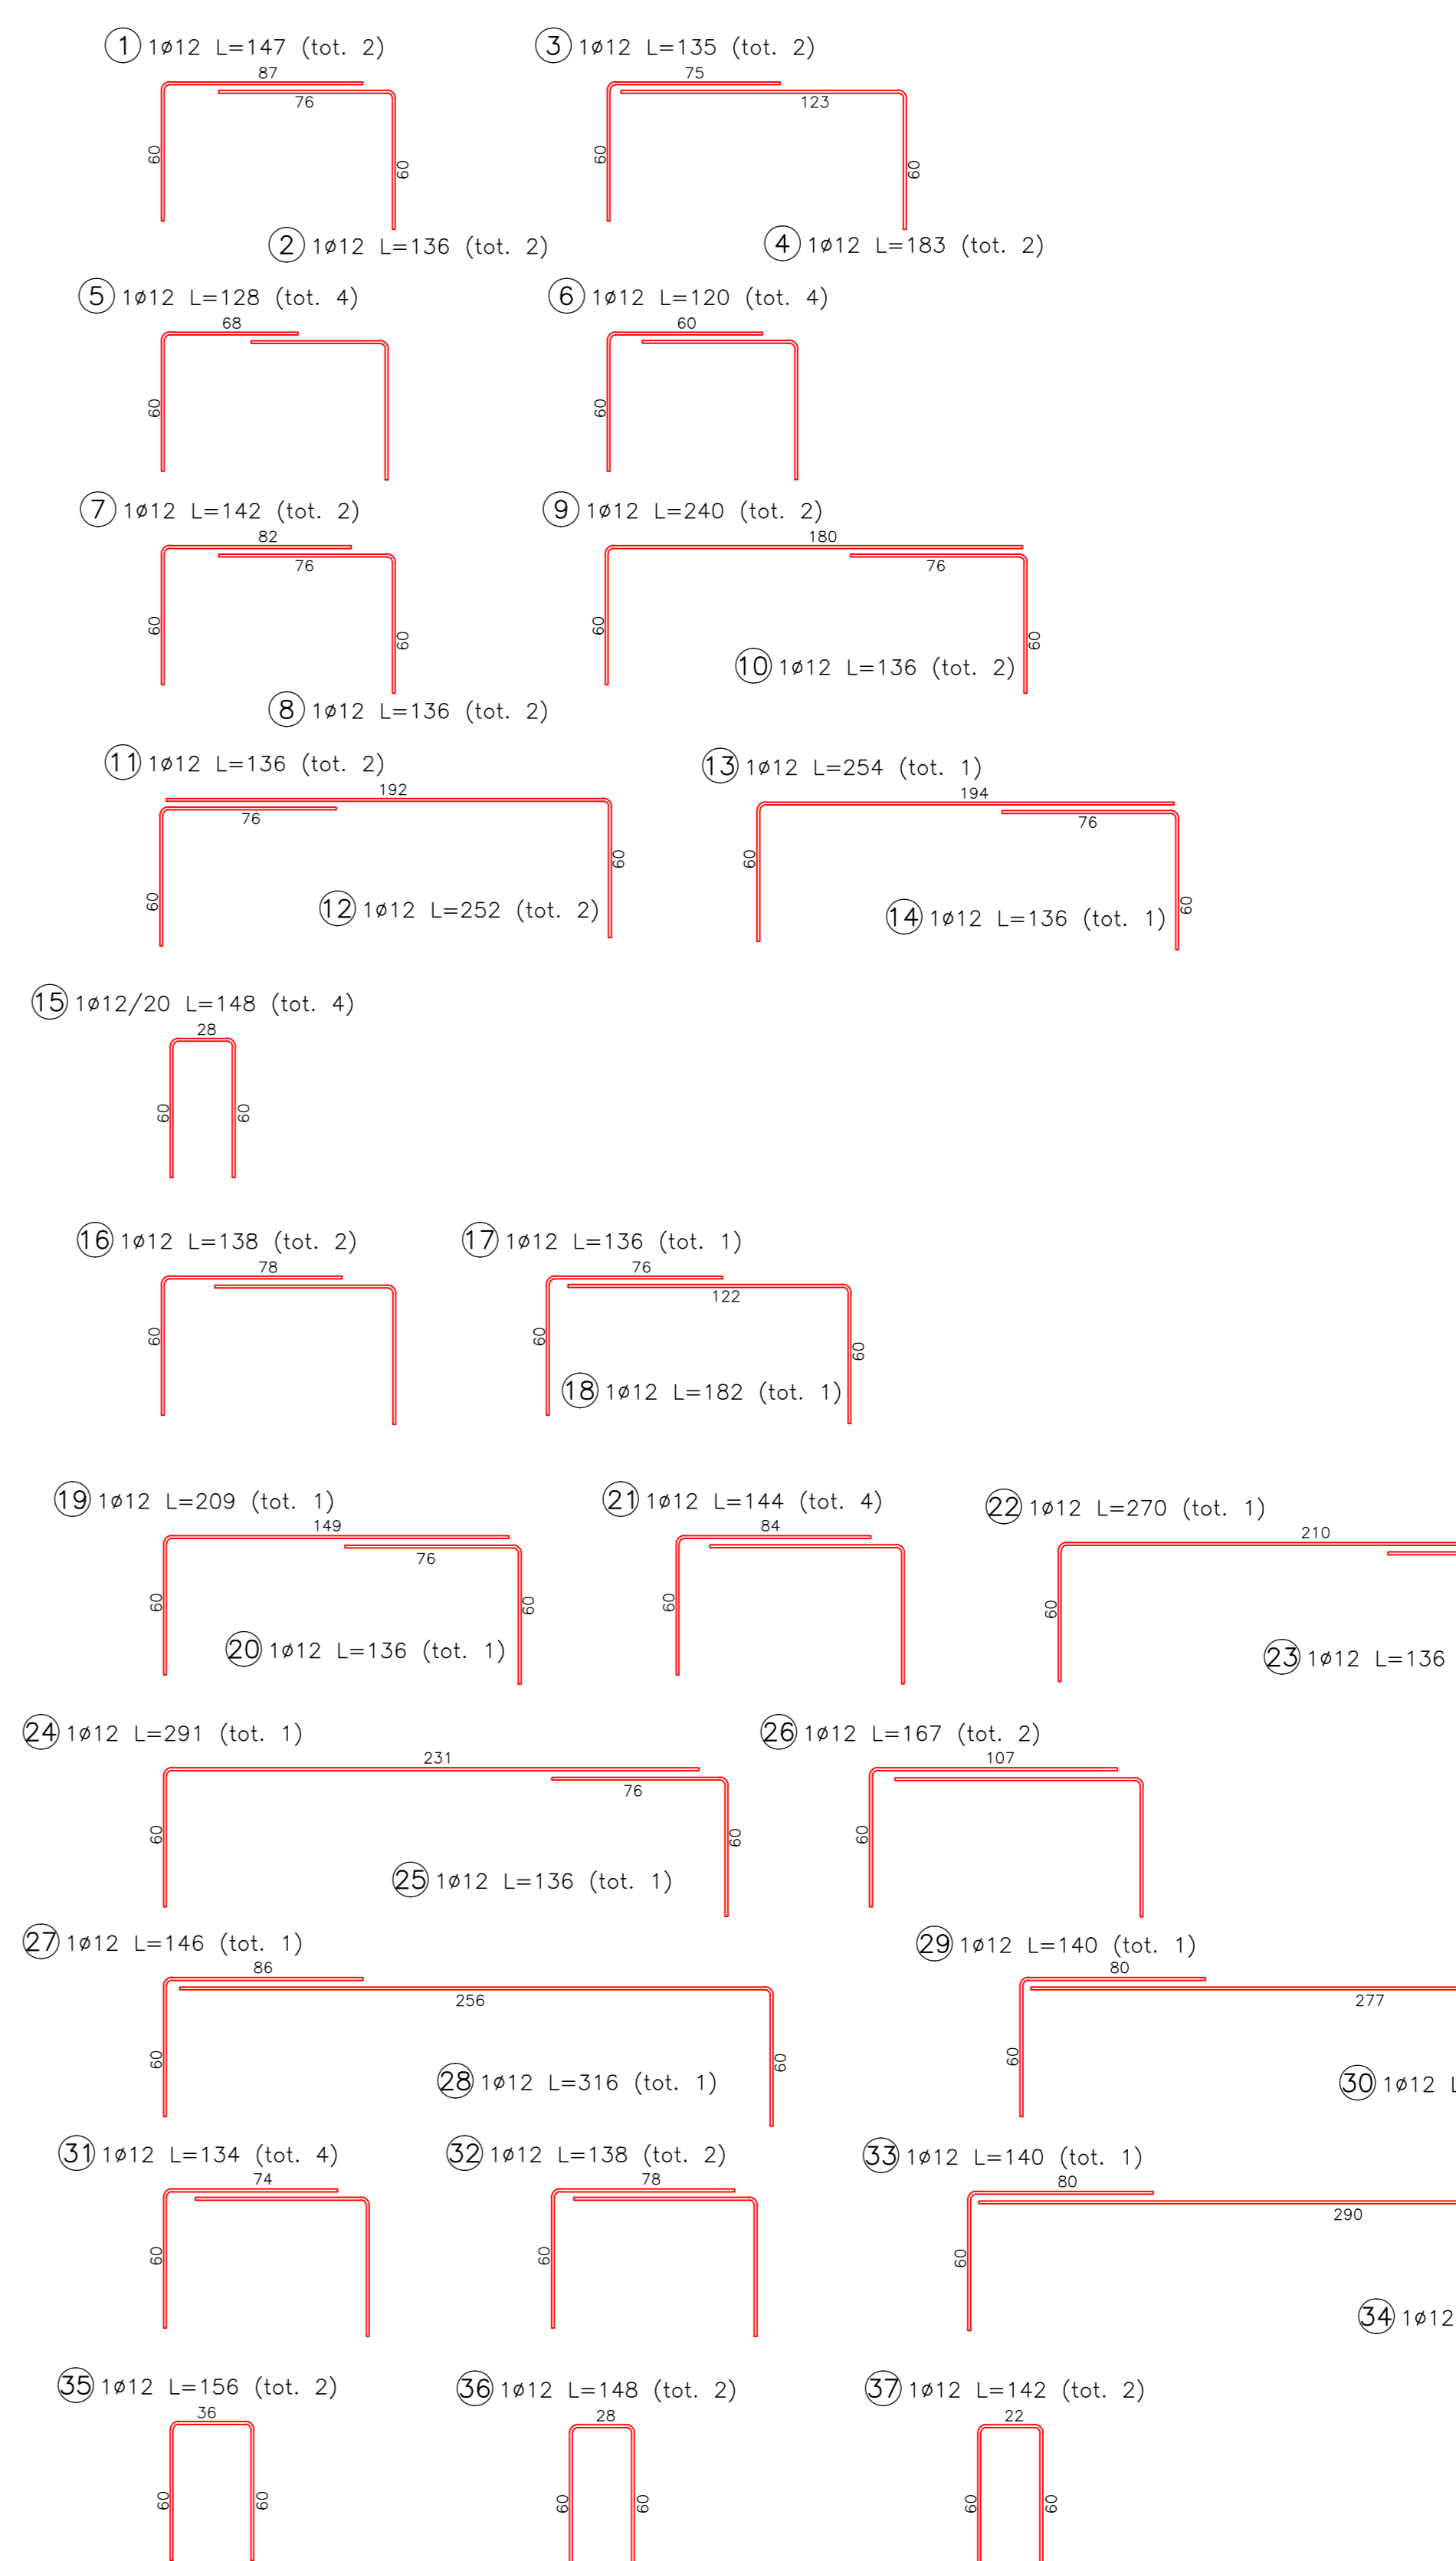 1 1ø12 L=147 (tot. 2)
87
76
60
60
2 1ø12 L=136 (tot. 2)
3 1ø12 L=135 (tot. 2)
75
123
60
60
4 1ø12 L=183 (tot. 2)
5 1ø12 L=128 (tot. 4)
68
60
6 1ø12 L=120 (tot. 4)
60
60
7 1ø12 L=142 (tot. 2)
82
76
60
60
8 1ø12 L=136 (tot. 2)
9 1ø12 L=240 (tot. 2)
180
76
60
60
10 1ø12 L=136 (tot. 2)
11 1ø12 L=136 (tot. 2)
192
76
60
60
12 1ø12 L=252 (tot. 2)
13 1ø12 L=254 (tot. 1)
194
76
60
60
14 1ø12 L=136 (tot. 1)
15 1ø12/20 L=148 (tot. 4)
28
60
60
16 1ø12 L=138 (tot. 2)
78
60
17 1ø12 L=136 (tot. 1)
76
122
60
60
18 1ø12 L=182 (tot. 1)
19 1ø12 L=209 (tot. 1)
149
76
60
60
20 1ø12 L=136 (tot. 1)
21 1ø12 L=144 (tot. 4)
84
60
22 1ø12 L=270 (tot. 1)
210
60
23 1ø12 L=136
24 1ø12 L=291 (tot. 1)
231
76
60
60
25 1ø12 L=136 (tot. 1)
26 1ø12 L=167 (tot. 2)
107
60
27 1ø12 L=146 (tot. 1)
86
256
60
60
28 1ø12 L=316 (tot. 1)
29 1ø12 L=140 (tot. 1)
80
277
60
30 1ø12
31 1ø12 L=134 (tot. 4)
74
60
32 1ø12 L=138 (tot. 2)
78
60
33 1ø12 L=140 (tot. 1)
80
290
60
34 1ø12
35 1ø12 L=156 (tot. 2)
36
60
60
36 1ø12 L=148 (tot. 2)
28
60
60
37 1ø12 L=142 (tot. 2)
22
60
60